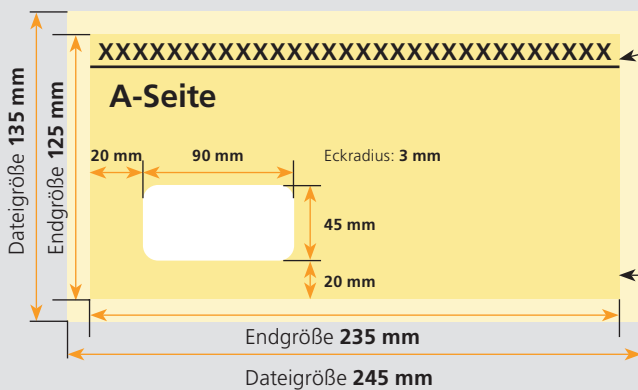 XXXXXXXXXXXXXXXXXXXXXXXXXXXXXX
A-Seite
20 mm
90 mm
Eckradius: 3 mm
45 mm
20 mm
Dateigröße 135 mm
Endgröße 125 mm
Endgröße 235 mm
Dateigröße 245 mm